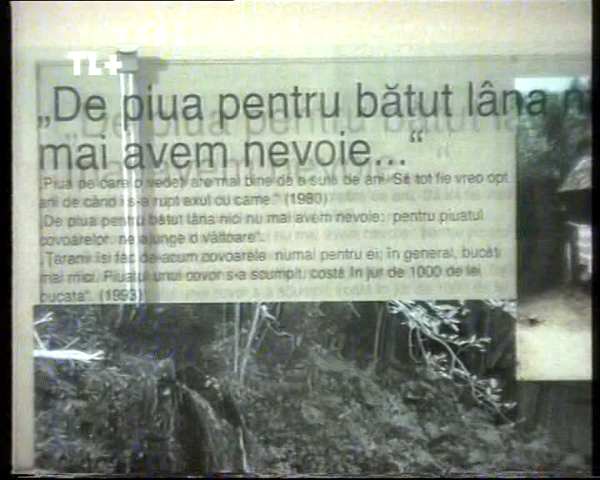 TL+
„De piua pentru bătut lâna n
mai avem nevoie...“
„Piua pe care o vedeți are mai bine de o sută de ani. Să tot fie vreo opt
ani de când i s-a rupt axul cu came.“ (1980)
„De piua pentru bătut lâna nici nu mai avem nevoie; pentru piuatul
covoarelor, ne ajunge o vâltoare“.
„Țăranii își fac de-acum covoarele numai pentru ei; în general, bucăți
mai mici. Piuatul unui covor s-a scumpit, costă în jur de 1000 de lei
bucata“. (1993)